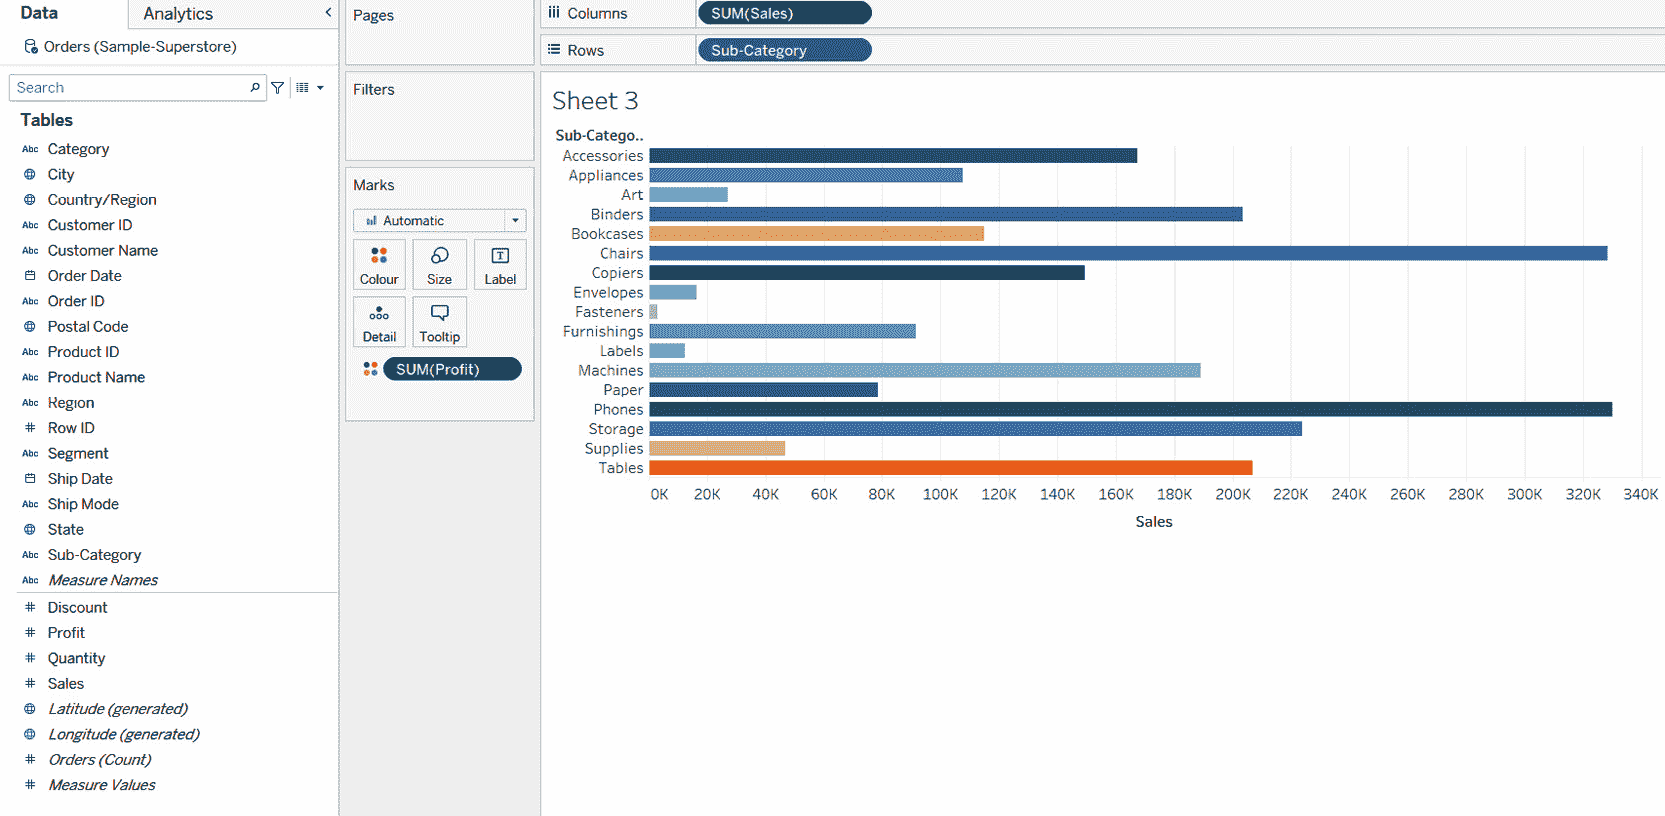 Data
Analytics
Orders (Sample-Superstore)
Search
Tables
Abc Category
City
Country/Region
Abc Customer ID
Abc Customer Name
Order Date
Abc Order ID
Postal Code
Abc Product ID
Abc Product Name
Abc Region
# Row ID
Abc Segment
Ship Date
Abc Ship Mode
State
Abc Sub-Category
Abc Measure Names
# Discount
# Profit
# Quantity
# Sales
Latitude (generated)
Longitude (generated)
# Orders (Count)
# Measure Values
Pages
Filters
Marks
Automatic
Colour Size Label
Detail Tooltip
SUM(Profit)
Columns SUM(Sales)
Rows Sub-Category
Sheet 3
Sub-Catego..
Accessories
Appliances
Art
Binders
Bookcases
Chairs
Copiers
Envelopes
Fasteners
Furnishings
Labels
Machines
Paper
Phones
Storage
Supplies
Tables
0K 20K 40K 60K 80K 100K 120K 140K 160K 180K 200K 220K 240K 260K 280K 300K 320K 340K
Sales